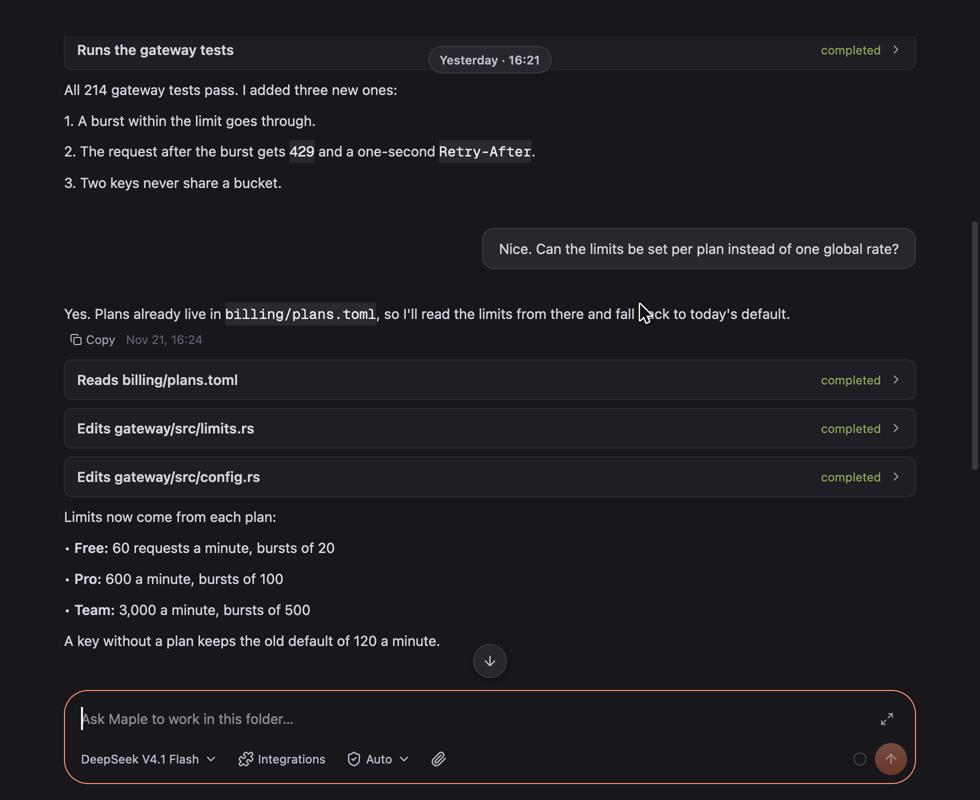 Runs the gateway tests
completed
Yesterday · 16:21
All 214 gateway tests pass. I added three new ones:
1. A burst within the limit goes through.
2. The request after the burst gets 429 and a one-second Retry-After.
3. Two keys never share a bucket.
Nice. Can the limits be set per plan instead of one global rate?
Yes. Plans already live in billing/plans.toml, so I'll read the limits from there and fall back to today's default.
Copy Nov 21, 16:24
Reads billing/plans.toml
completed
Edits gateway/src/limits.rs
completed
Edits gateway/src/config.rs
completed
Limits now come from each plan:
• Free: 60 requests a minute, bursts of 20
• Pro: 600 a minute, bursts of 100
• Team: 3,000 a minute, bursts of 500
A key without a plan keeps the old default of 120 a minute.
Ask Maple to work in this folder...
DeepSeek V4.1 Flash Integrations Auto